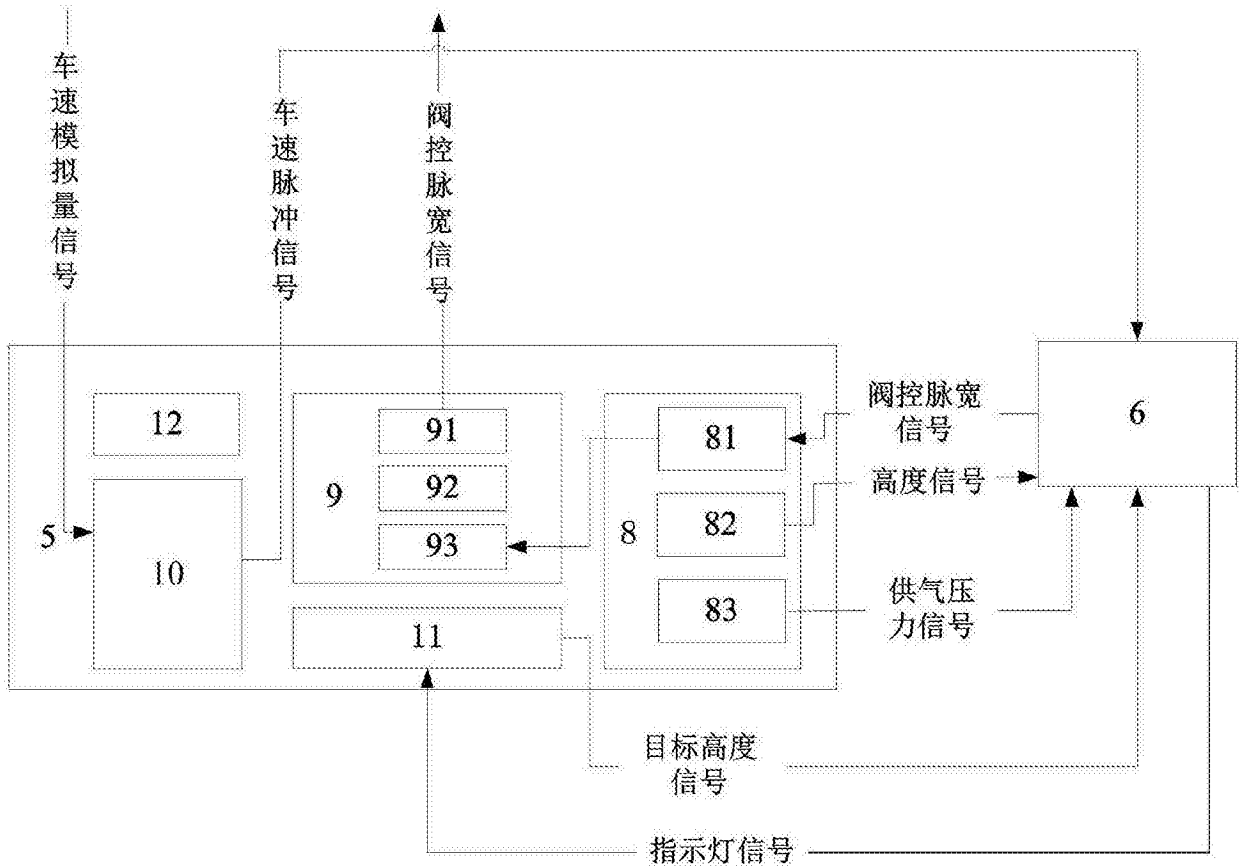 车速模拟量信号
车速脉冲信号
阀控脉宽信号
12
91
92
93
9
5
10
11
81
82
83
8
阀控脉宽
信号
高度信号
供气压
力信号
6
目标高度
信号
指示灯信号